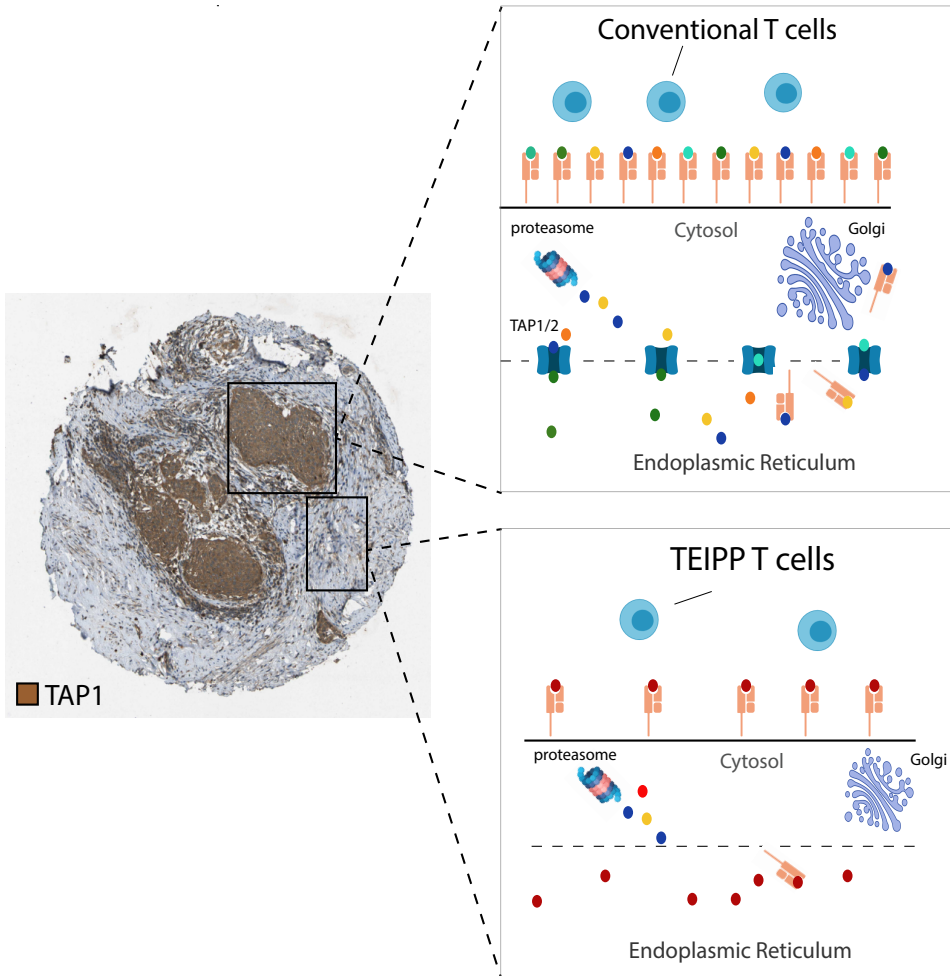 Conventional T cells
proteasome
Cytosol
Golgi
TAP1/2
Endoplasmic Reticulum
TAP1
TEIPP T cells
proteasome
Cytosol
Golgi
Endoplasmic Reticulum